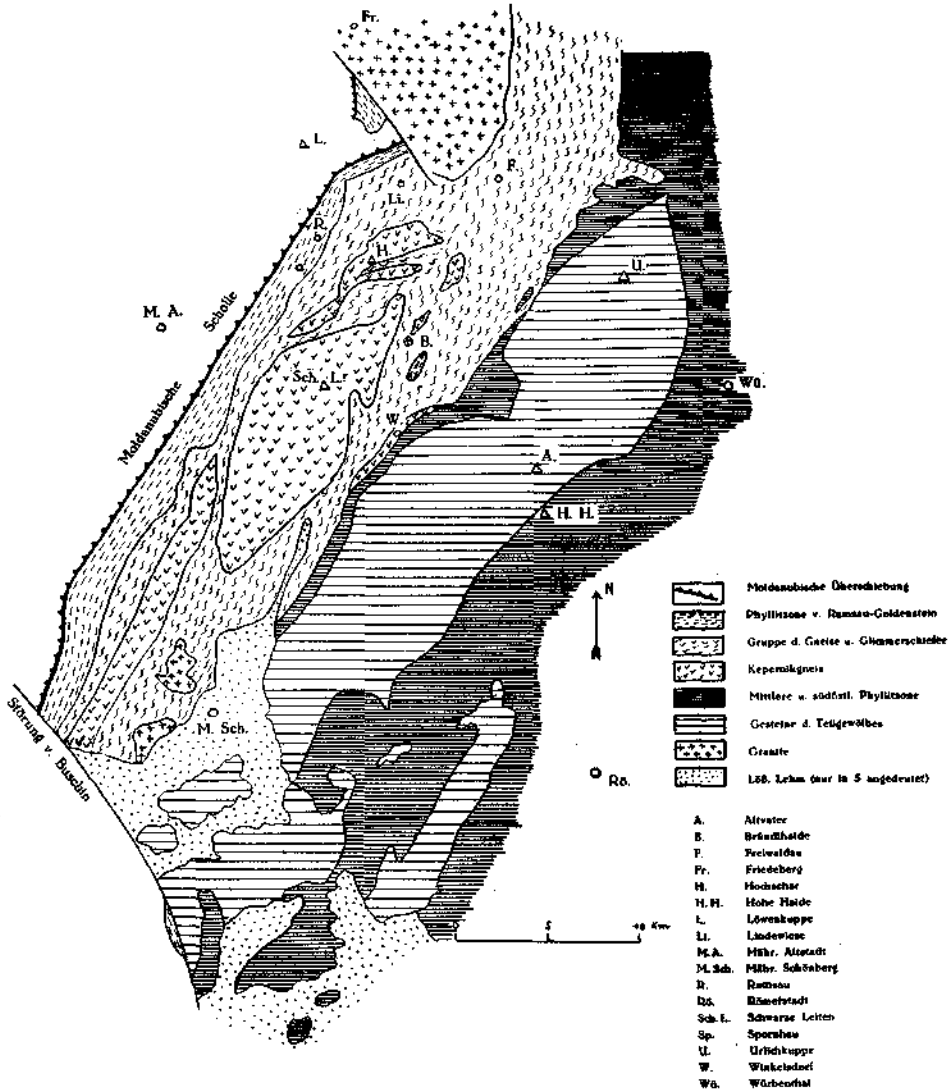 Fr.
L.
F.
Li.
R.
H.
Ü.
M. A.
Moldanubische Scholle
B.
Wü.
Sch. L.
W.
A.
H. H.
N
M. Sch.
Störung v. Buschin
Rö.
5
10 Km
Moldanubische Überschiebung
Phyllitzone v. Ramsau-Goldenstein
Gruppe d. Gneise u. Glimmerschiefer
Kepernikgneis
Mittlere u. südöstl. Phyllitzone
Gesteine d. Teßgewölbes
Granite
Löß, Lehm (nur in S angedeutet)
A. Altvater
B. Bründlhaide
F. Freiwaldau
Fr. Friedeberg
H. Hochschar
H. H. Hohe Haide
L. Löwenkuppe
Li. Lindewiese
M. A. Mähr. Altstadt
M. Sch. Mähr. Schönberg
R. Ramsau
Rö. Römerstadt
Sch. L. Schwarze Leiten
Sp. Spornhau
Ü. Urlichkuppe
W. Winkelsdorf
Wü. Würbenthal